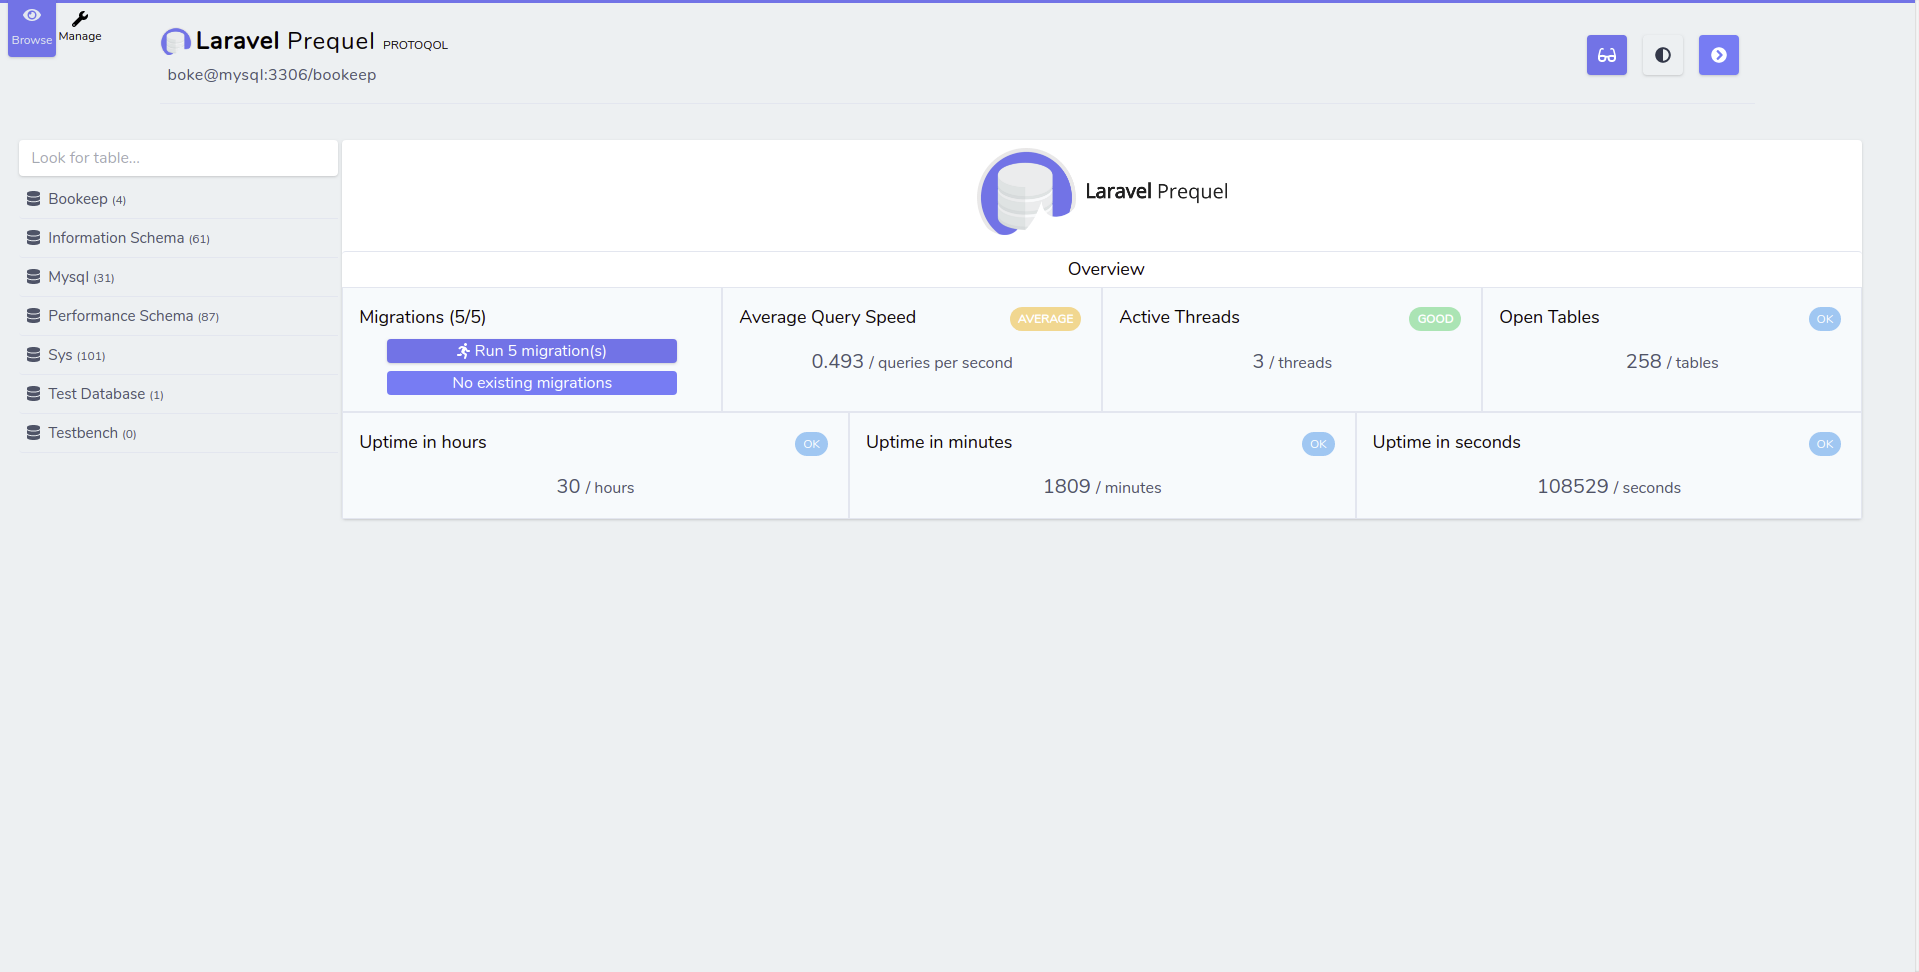 Browse
Manage
Laravel Prequel PROTOQOL
boke@mysql:3306/bookeep
Look for table...
Bookeep (4)
Information Schema (61)
Mysql (31)
Performance Schema (87)
Sys (101)
Test Database (1)
Testbench (0)
Laravel Prequel
Overview
Migrations (5/5)
Run 5 migration(s)
No existing migrations
Average Query Speed AVERAGE
0.493 / queries per second
Active Threads GOOD
3 / threads
Open Tables OK
258 / tables
Uptime in hours OK
30 / hours
Uptime in minutes OK
1809 / minutes
Uptime in seconds OK
108529 / seconds